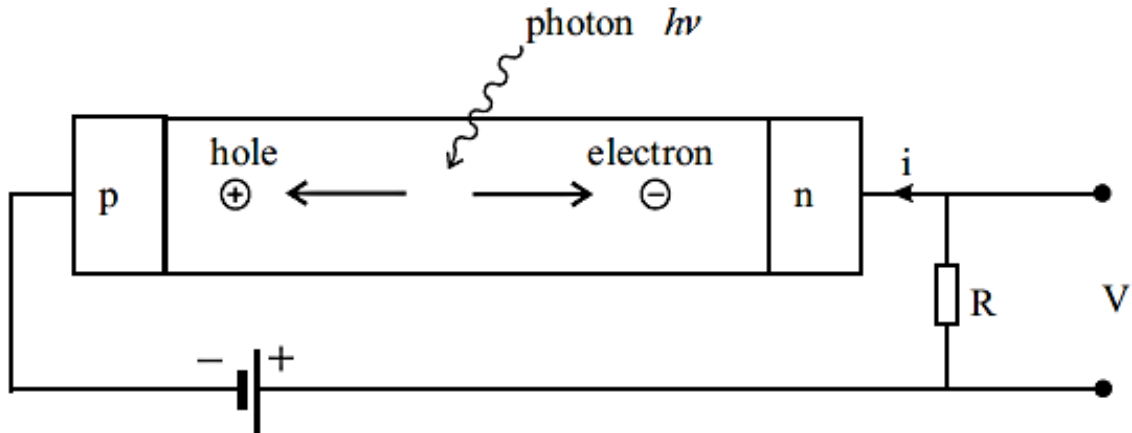 photon hν
hole
electron
+
−
p
n
i
R
V
− +